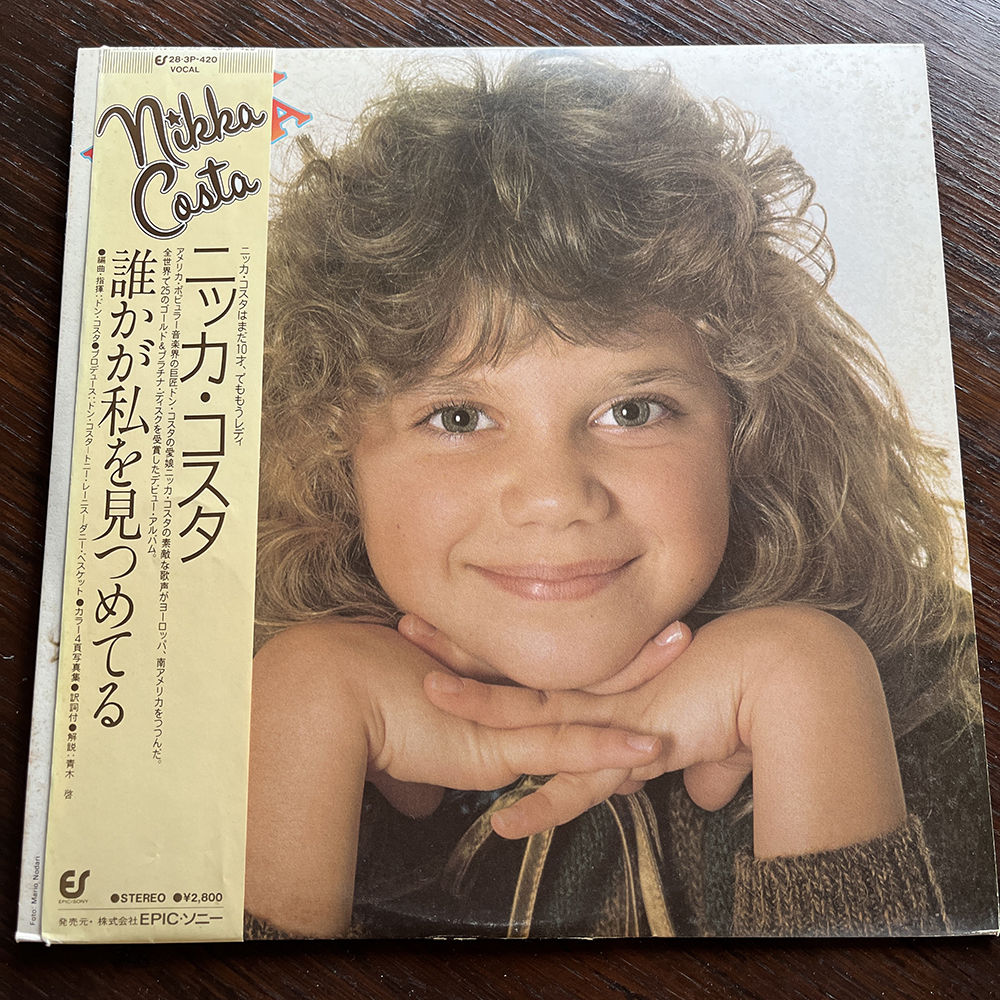 ES 28·3P-420
VOCAL
Nikka
Costa
ニッカ・コスタはまだ10才、でももうレディ
アメリカ・ポピュラー音楽界の巨匠ドン・コスタの愛娘ニッカ・コスタの素敵な歌声がヨーロッパ、南アメリカをつつんだ。
全世界で25のゴールド&プラチナ・ディスクを受賞したデビュー・アルバム。
ニッカ・コスタ
誰かが私を見つめてる
●編曲・指揮:ドン・コスタ●プロデュース:ドン・コスタ―トニー・レーニス―ダニー・ベスケット●カラー4頁写真集●訳詞付●解説:青木 啓
ES
EPIC/SONY
●STEREO ●¥2,800
発売元・株式会社EPIC・ソニー
Foto: Mario Nodari